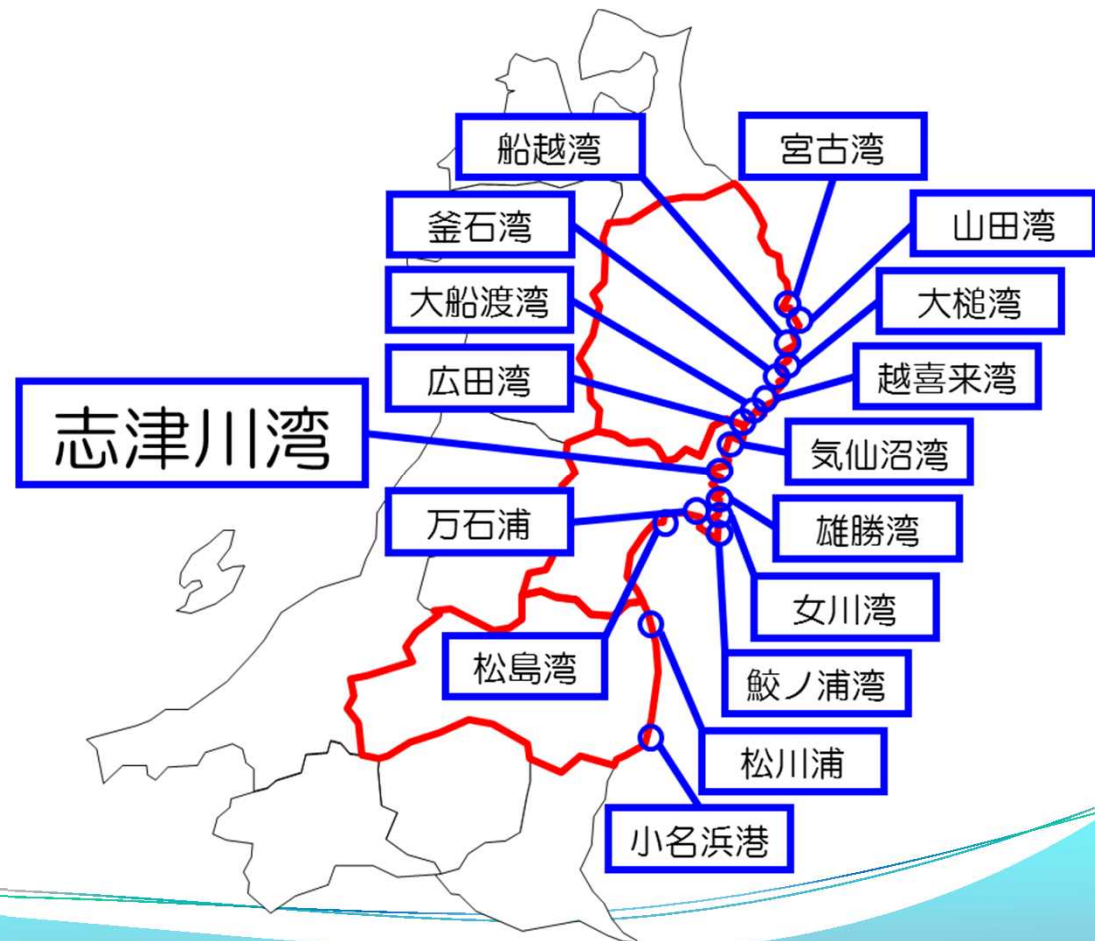 船越湾
宮古湾
釜石湾
山田湾
大船渡湾
大槌湾
広田湾
越喜来湾
志津川湾
気仙沼湾
万石浦
雄勝湾
女川湾
松島湾
鮫ノ浦湾
松川浦
小名浜港